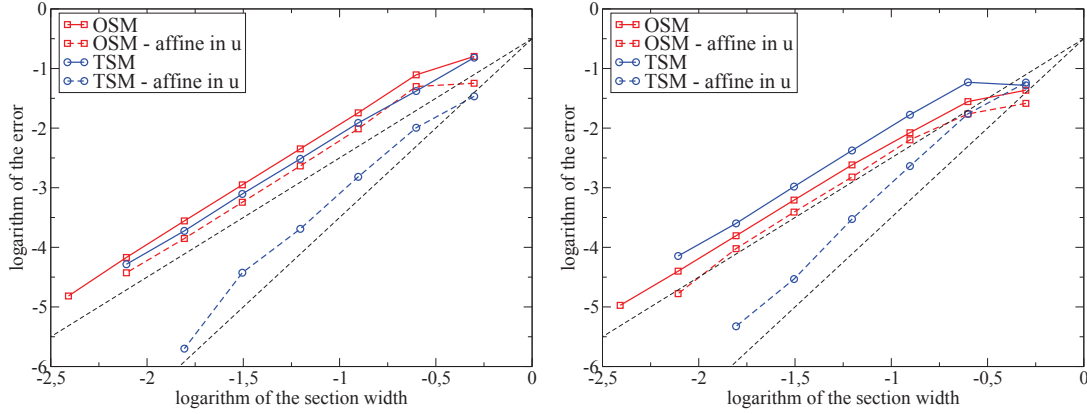 0
-1
-2
-3
-4
-5
-6
-2,5
-2
-1,5
-1
-0,5
0
logarithm of the error
logarithm of the section width
OSM
OSM - affine in u
TSM
TSM - affine in u
0
-1
-2
-3
-4
-5
-6
-2,5
-2
-1,5
-1
-0,5
0
logarithm of the error
logarithm of the section width
OSM
OSM - affine in u
TSM
TSM - affine in u